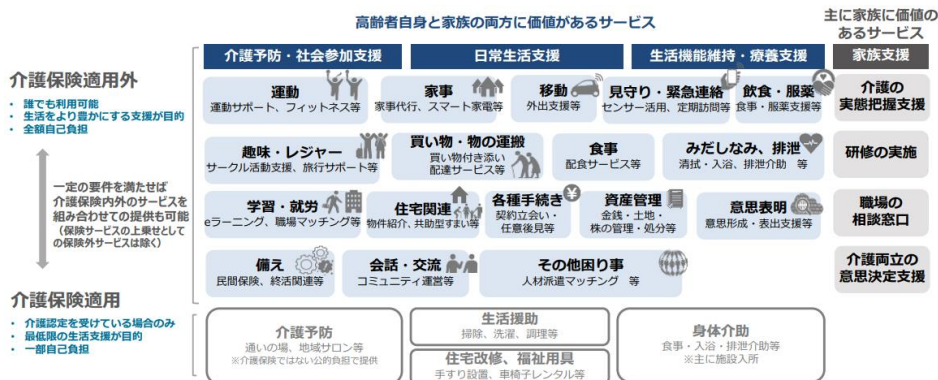 高齢者自身と家族の両方に価値があるサービス
主に家族に価値の
あるサービス
介護予防・社会参加支援
日常生活支援
生活機能維持・療養支援
家族支援
介護保険適用外
• 誰でも利用可能
• 生活をより豊かにする支援が目的
• 全額自己負担
運動
運動サポート、フィットネス等
家事
家事代行、スマート家電等
移動
外出支援等
見守り・緊急連絡
センサー活用、定期訪問等
飲食・服薬
食事・服薬支援等
介護の
実態把握支援
趣味・レジャー
サークル活動支援、旅行サポート等
買い物・物の運搬
買い物付き添い
配達サービス等
食事
配食サービス等
みだしなみ、排泄
清拭・入浴、排泄介助 等
研修の実施
一定の要件を満たせば
介護保険内外のサービスを
組み合わせての提供も可能
（保険サービスの上乗せとしての
保険外サービスは除く）
学習・就労
eラーニング、職場マッチング等
住宅関連
物件紹介、共助型すまい等
各種手続き
契約立会い・
任意後見等
資産管理
金銭・土地・
株の管理・処分等
意思表明
意思形成・表出支援等
職場の
相談窓口
備え
民間保険、終活関連等
会話・交流
コミュニティ運営等
その他困り事
人材派遣マッチング 等
介護両立の
意思決定支援
介護保険適用
• 介護認定を受けている場合のみ
• 最低限の生活支援が目的
• 一部自己負担
介護予防
通いの場、地域サロン等
※介護保険ではない公的負担で提供
生活援助
掃除、洗濯、調理等
住宅改修、福祉用具
手すり設置、車椅子レンタル等
身体介助
食事・入浴・排泄介助等
※主に施設入所